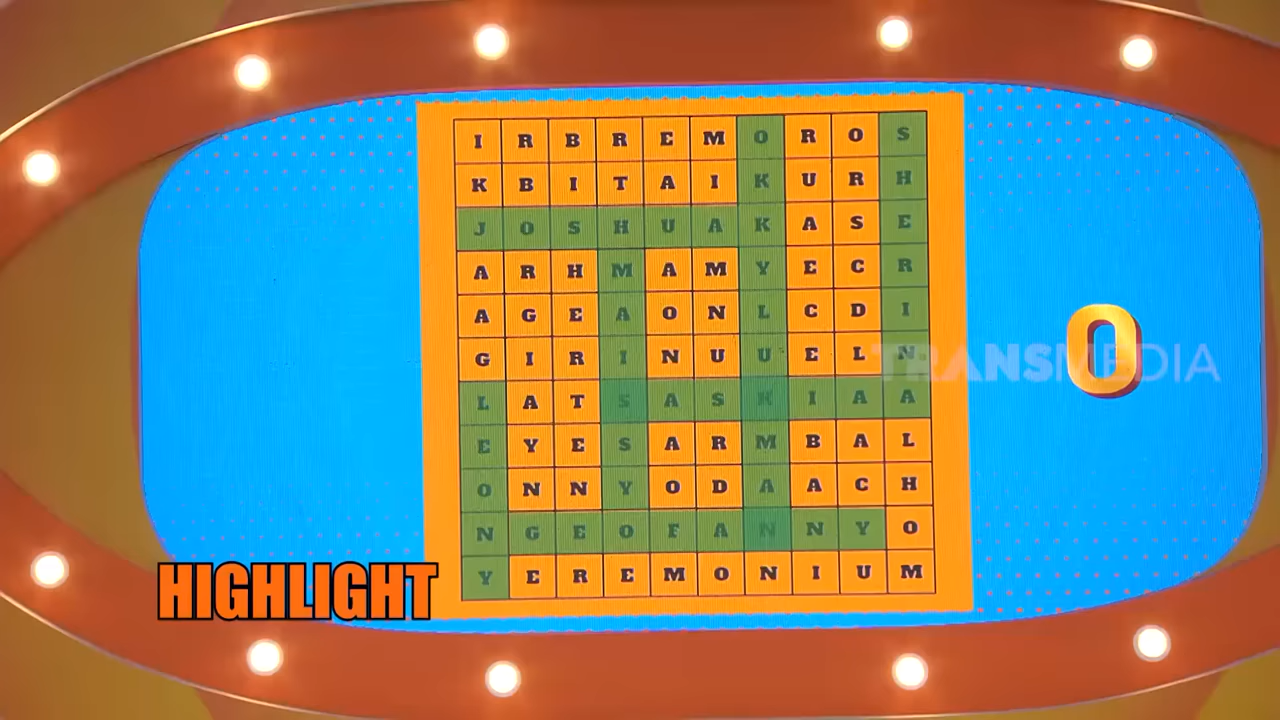 I R B R E M O R O S
K B I T A I K U R H
J O S H U A K A S E
A R H M A M Y E C R
A G E A O N L C D I
G I R I N U U E L N
L A T S A S K I A A
E Y E S A R M B A L
O N N Y O D A A C H
N G E O F A N N Y O
Y E R E M O N I U M
0
TRANSMEDIA
HIGHLIGHT